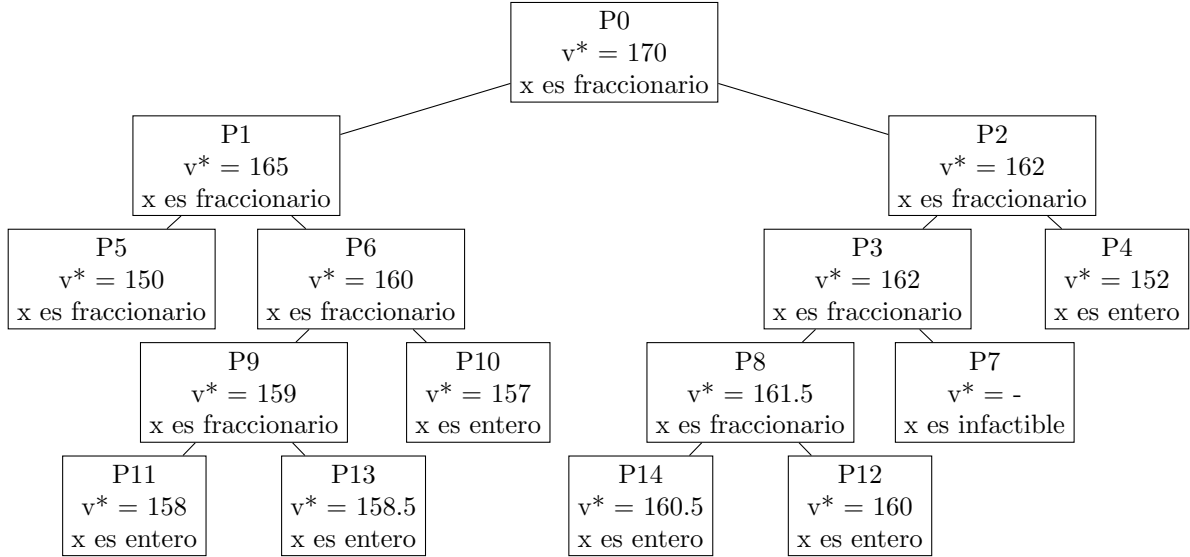 P0
v* = 170
x es fraccionario
P1
v* = 165
x es fraccionario
P2
v* = 162
x es fraccionario
P5
v* = 150
x es fraccionario
P6
v* = 160
x es fraccionario
P3
v* = 162
x es fraccionario
P4
v* = 152
x es entero
P9
v* = 159
x es fraccionario
P10
v* = 157
x es entero
P8
v* = 161.5
x es fraccionario
P7
v* = -
x es infactible
P11
v* = 158
x es entero
P13
v* = 158.5
x es entero
P14
v* = 160.5
x es entero
P12
v* = 160
x es entero